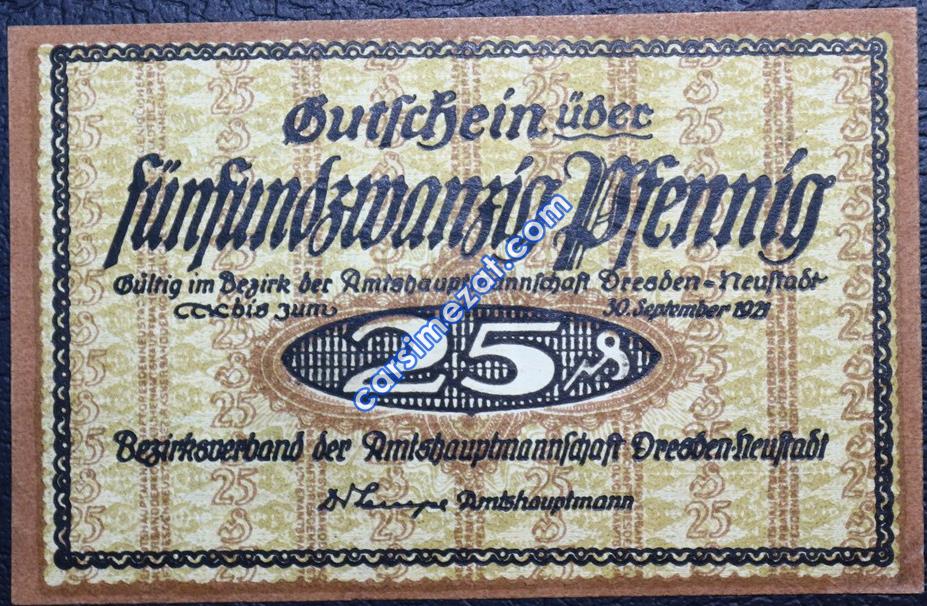 Gutschein über
fünfundzwanzig Pfennig
Gültig im Bezirk der Amtshauptmannschaft Dresden-Neustadt
bis zum 30. September 1921
25 ₰
Bezirksverband der Amtshauptmannschaft Dresden-Neustadt
Amtshauptmann
carsimezat.com